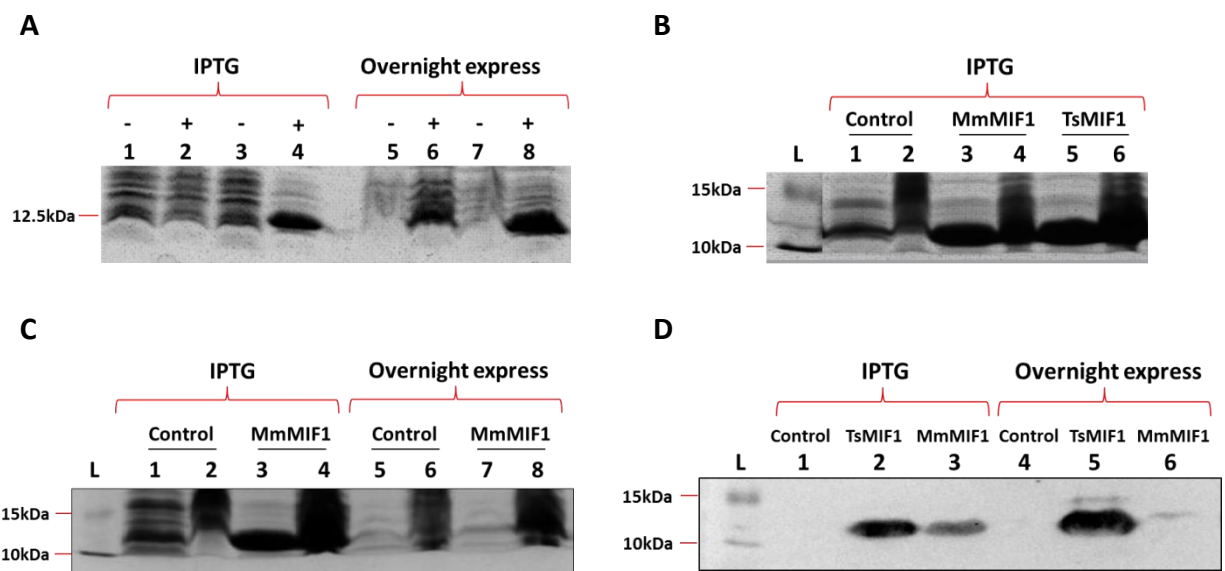 A
IPTG Overnight express
- + - + - + - +
1 2 3 4 5 6 7 8
12.5kDa
B
IPTG
Control MmMIF1 TsMIF1
L 1 2 3 4 5 6
15kDa
10kDa
C
IPTG Overnight express
Control MmMIF1 Control MmMIF1
L 1 2 3 4 5 6 7 8
15kDa
10kDa
D
IPTG Overnight express
Control TsMIF1 MmMIF1 Control TsMIF1 MmMIF1
L 1 2 3 4 5 6
15kDa
10kDa